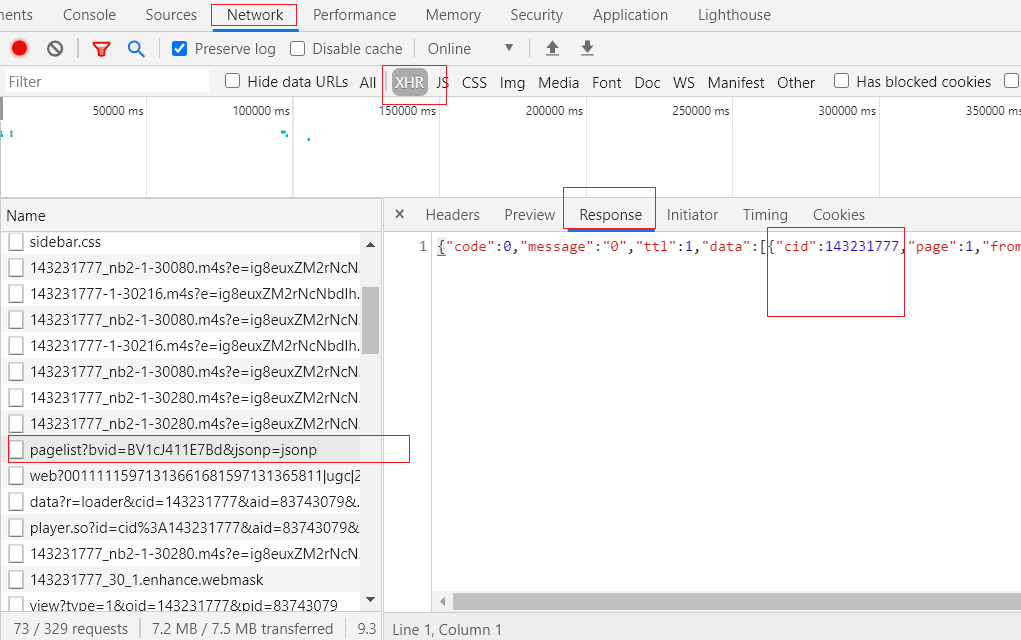 ents Console Sources Network Performance Memory Security Application Lighthouse
Preserve log Disable cache Online
Filter Hide data URLs All XHR JS CSS Img Media Font Doc WS Manifest Other Has blocked cookies
50000 ms 100000 ms 150000 ms 200000 ms 250000 ms 300000 ms 350000 ms
Name × Headers Preview Response Initiator Timing Cookies
1 {"code":0,"message":"0","ttl":1,"data":[{"cid":143231777,"page":1,"from
sidebar.css
143231777_nb2-1-30080.m4s?e=ig8euxZM2rNcN
143231777-1-30216.m4s?e=ig8euxZM2rNcNbdlh.
143231777_nb2-1-30080.m4s?e=ig8euxZM2rNcN
143231777-1-30216.m4s?e=ig8euxZM2rNcNbdlh.
143231777_nb2-1-30080.m4s?e=ig8euxZM2rNcN
143231777_nb2-1-30280.m4s?e=ig8euxZM2rNcN
143231777_nb2-1-30280.m4s?e=ig8euxZM2rNcN
pagelist?bvid=BV1cJ411E7Bd&jsonp=jsonp
web?00111115971313661681597131365811|ugc|2
data?r=loader&cid=143231777&aid=83743079&.
player.so?id=cid%3A143231777&aid=83743079&
143231777_nb2-1-30280.m4s?e=ig8euxZM2rNcN
143231777_30_1.enhance.webmask
view?type=1&oid=143231777&pid=83743079
73 / 329 requests 7.2 MB / 7.5 MB transferred 9.3 Line 1, Column 1